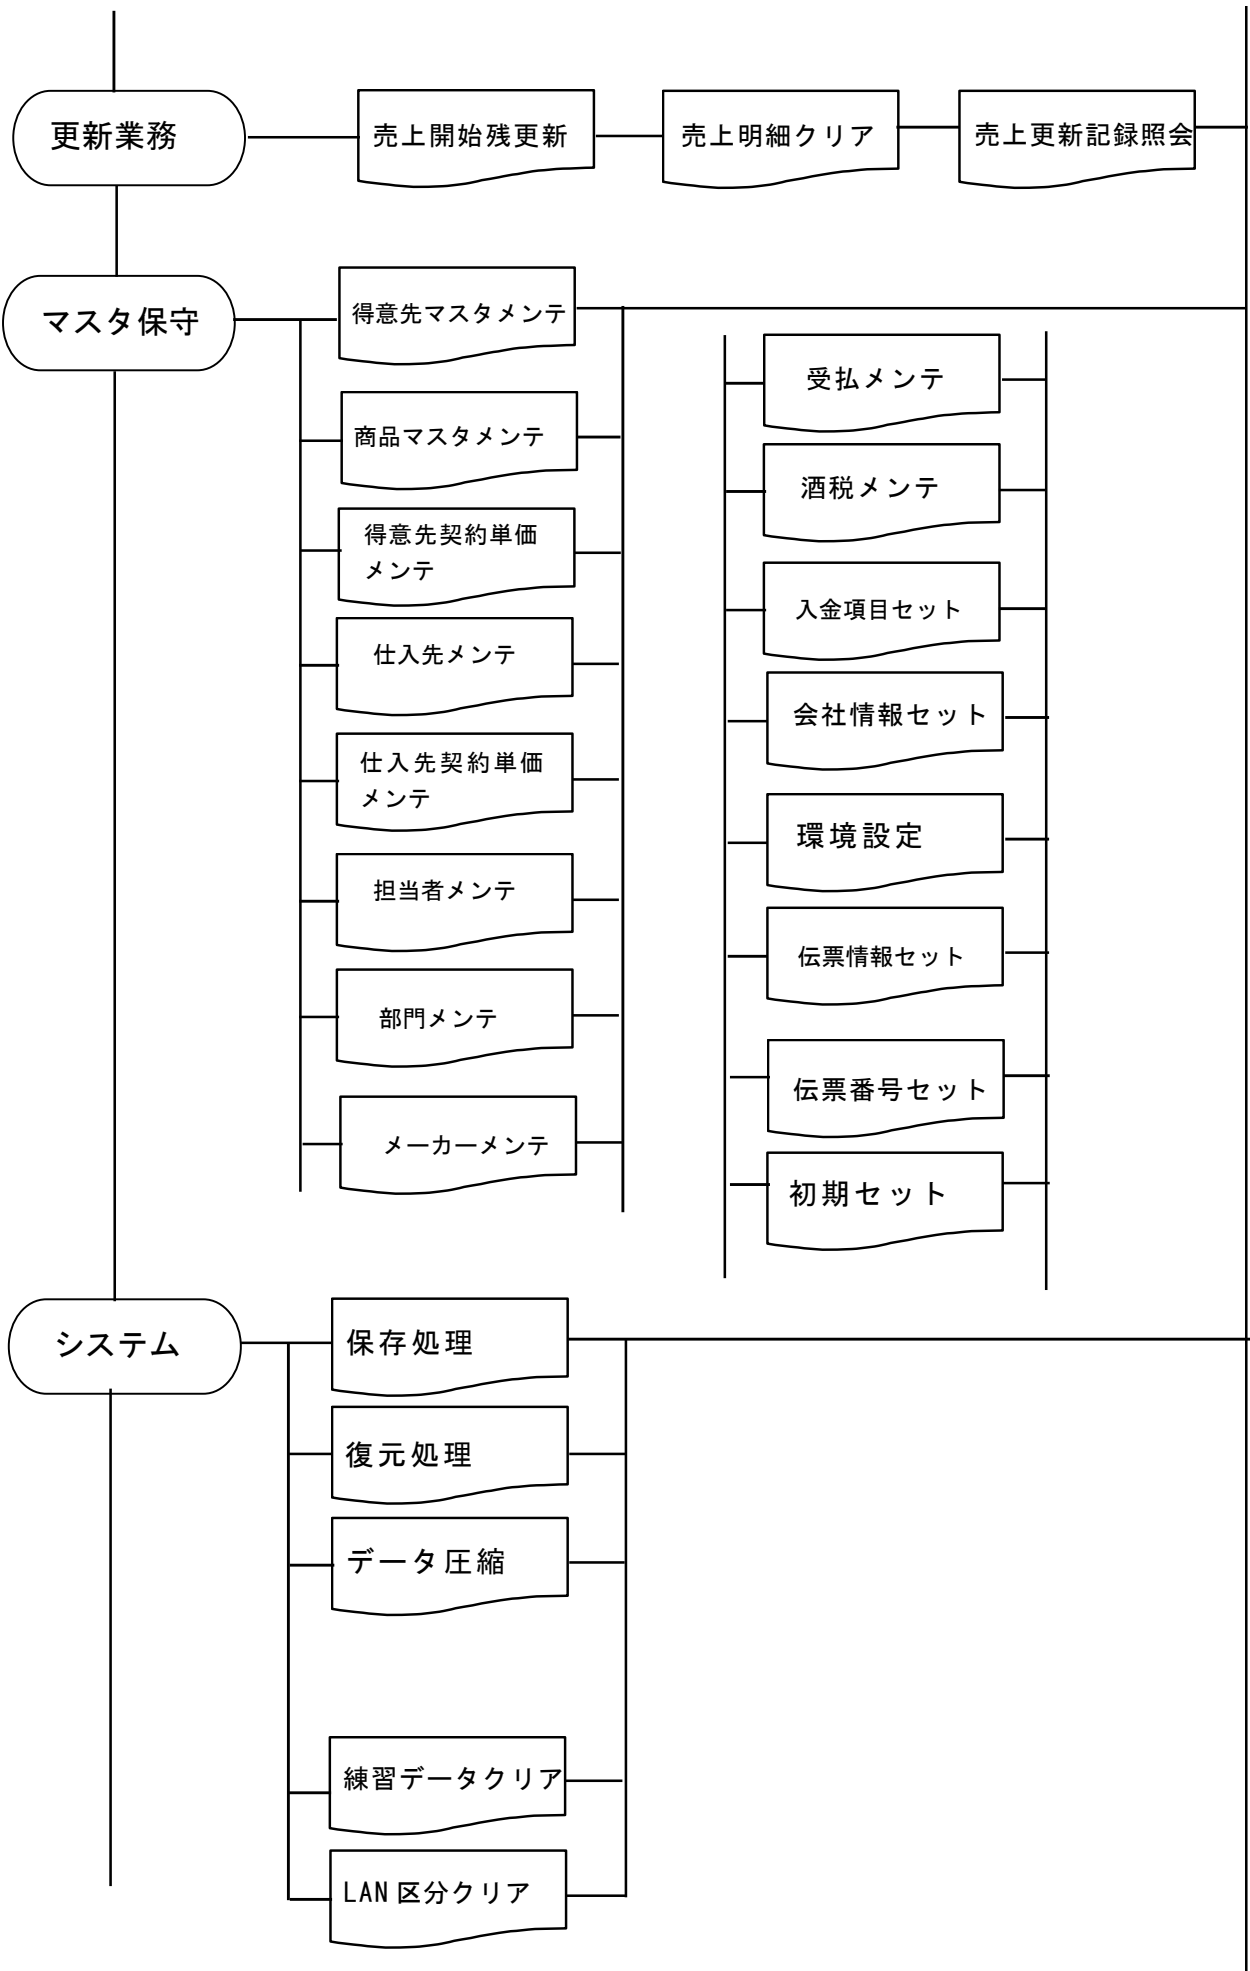 更新業務
売上開始残更新
売上明細クリア
売上更新記録照会
マスタ保守
得意先マスタメンテ
商品マスタメンテ
得意先契約単価
メンテ
仕入先メンテ
仕入先契約単価
メンテ
担当者メンテ
部門メンテ
メーカーメンテ
受払メンテ
酒税メンテ
入金項目セット
会社情報セット
環境設定
伝票情報セット
伝票番号セット
初期セット
システム
保存処理
復元処理
データ圧縮
練習データクリア
LAN 区分クリア